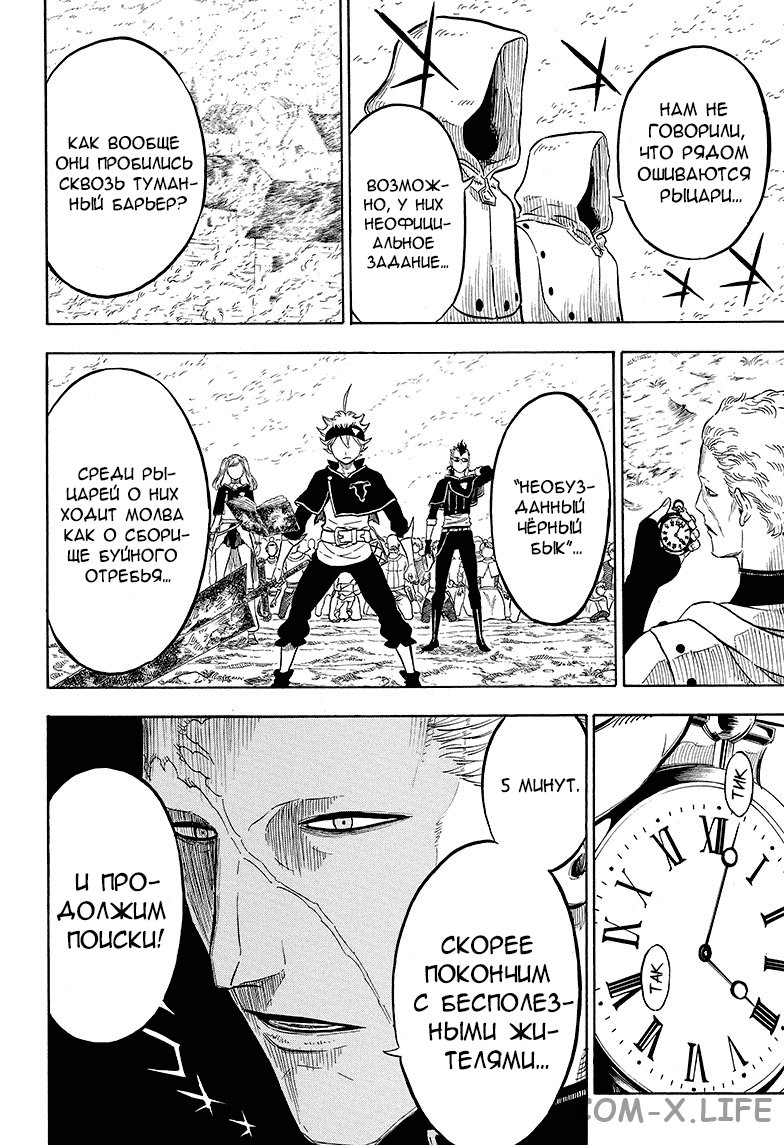 НАМ НЕ
ГОВОРИЛИ,
ЧТО РЯДОМ
ОШИВАЮТСЯ
РЫЦАРИ...
ВОЗМОЖ-
НО, У НИХ
НЕОФИЦИ-
АЛЬНОЕ
ЗАДАНИЕ...
КАК ВООБЩЕ
ОНИ ПРОБИЛИСЬ
СКВОЗЬ ТУМАН-
НЫЙ БАРЬЕР?
"НЕОБУЗ-
ДАННЫЙ
ЧЁРНЫЙ
БЫК"...
СРЕДИ РЫ-
ЦАРЕЙ О НИХ
ХОДИТ МОЛВА
КАК О СБОРИ-
ЩЕ БУЙНОГО
ОТРЕБЬЯ...
ТИК
ТАК
5 МИНУТ.
СКОРЕЕ
ПОКОНЧИМ
С БЕСПОЛЕЗ-
НЫМИ ЖИ-
ТЕЛЯМИ...
И ПРО-
ДОЛЖИМ
ПОИСКИ!
COM-X.LIFE